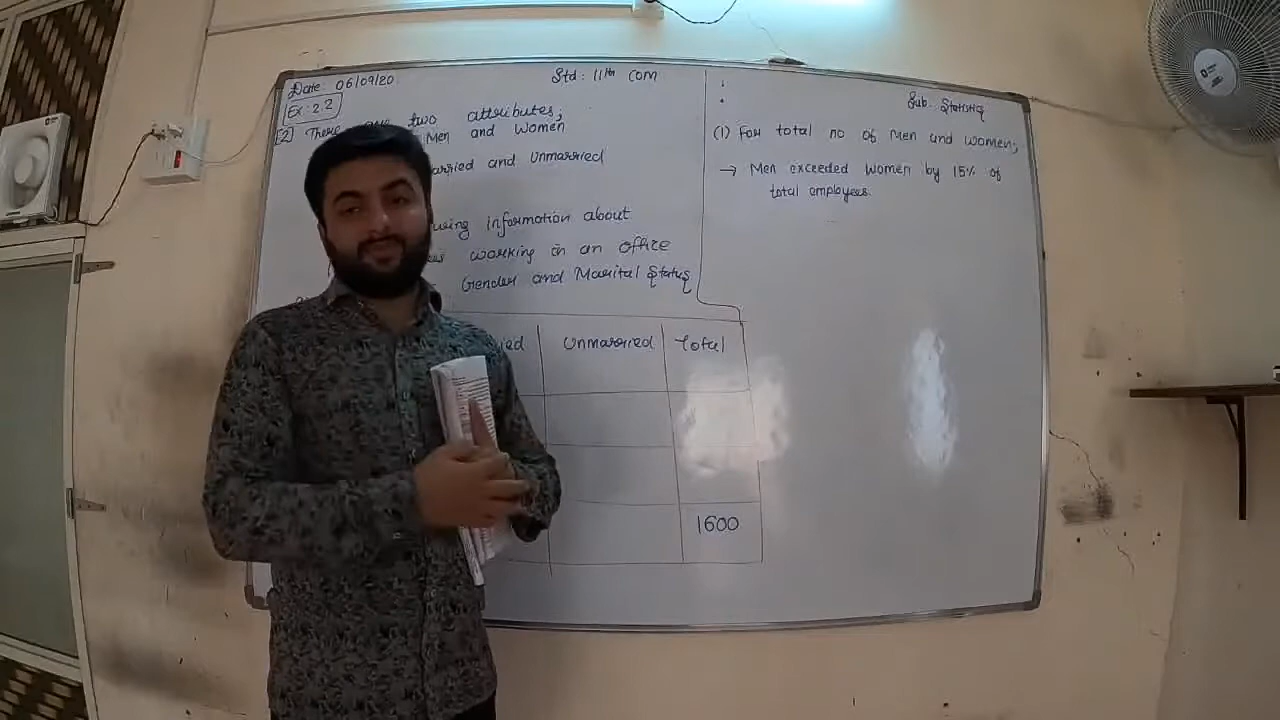 Date: 06/09/20
Std: 11th com
Sub. Statistics
Ex: 2.2
[2] There are two attributes;
Men and Women
Married and Unmarried
information about
working in an office
Gender and Marital Status
Unmarried Total
1600
(1) For total no of Men and women;
→ Men exceeded women by 15% of
total employees.